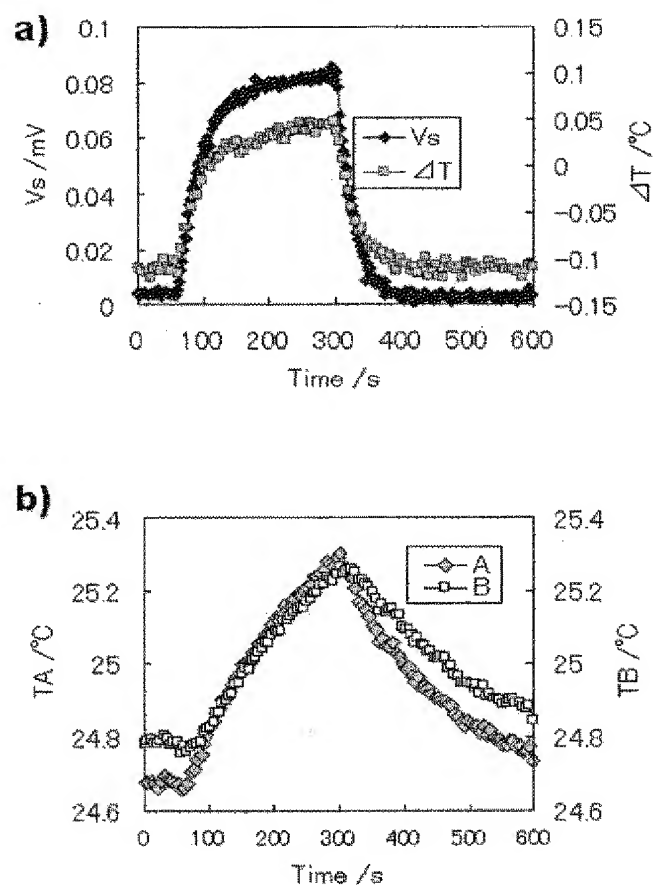 a)
0.1
0.08
0.06
0.04
0.02
0
Vs /mV
0.15
0.1
0.05
0
−0.05
−0.1
−0.15
ΔT /°C
Vs
ΔT
0 100 200 300 400 500 600
Time /s
b)
25.4
25.2
25
24.8
24.6
TA /°C
25.4
25.2
25
24.8
24.6
TB /°C
A
B
0 100 200 300 400 500 600
Time /s